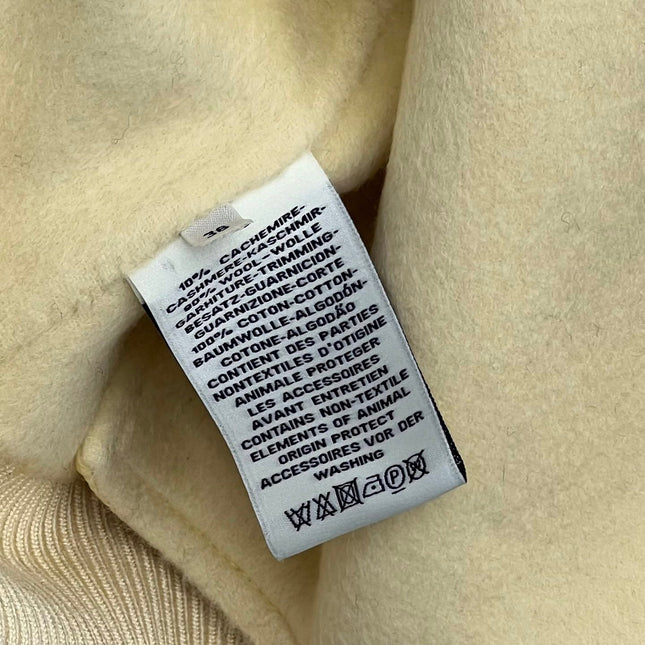 38
10% CACHEMIRE-
CASHMERE-KASCHMIR-
90% WOOL-WOLLE
GARNITURE-TRIMMING-
BESATZ-GUARNICION-
GUARNIZIONE-CORTE
100% COTON-COTTON-
BAUMWOLLE-ALGODÓN-
COTONE-ALGODÃO
CONTIENT DES PARTIES
NONTEXTILES D'ORIGINE
ANIMALE PROTEGER
LES ACCESSOIRES
AVANT ENTRETIEN
CONTAINS NON-TEXTILE
ELEMENTS OF ANIMAL
ORIGIN PROTECT
ACCESSOIRES VOR DER
WASHING
P